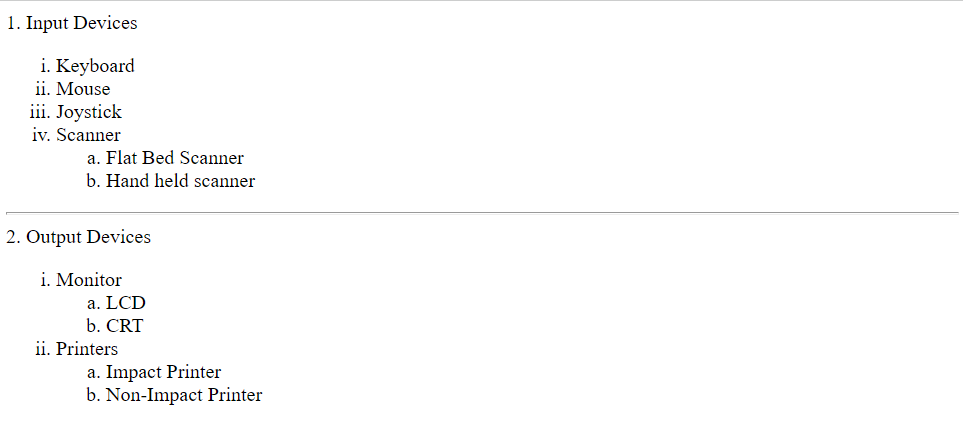 1. Input Devices
i. Keyboard
ii. Mouse
iii. Joystick
iv. Scanner
a. Flat Bed Scanner
b. Hand held scanner
2. Output Devices
i. Monitor
a. LCD
b. CRT
ii. Printers
a. Impact Printer
b. Non-Impact Printer